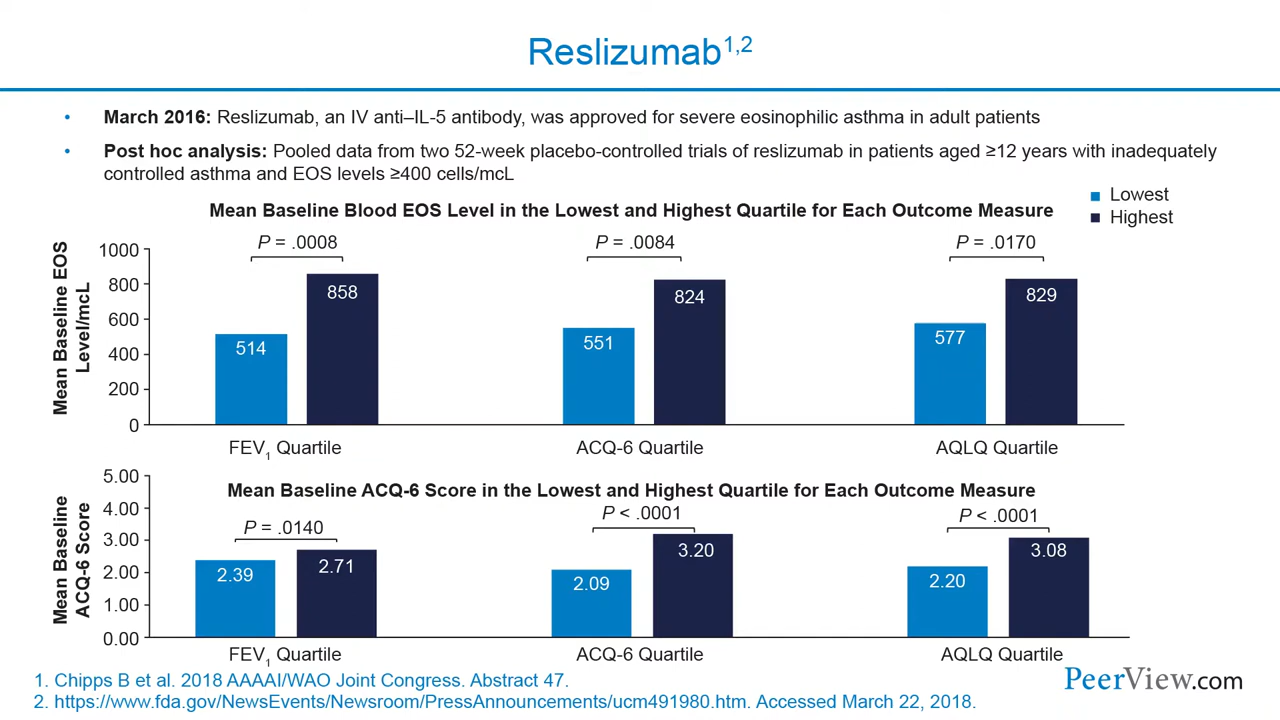 Reslizumab1,2
• March 2016: Reslizumab, an IV anti–IL-5 antibody, was approved for severe eosinophilic asthma in adult patients
• Post hoc analysis: Pooled data from two 52-week placebo-controlled trials of reslizumab in patients aged ≥12 years with inadequately
controlled asthma and EOS levels ≥400 cells/mcL
Lowest
Highest
Mean Baseline Blood EOS Level in the Lowest and Highest Quartile for Each Outcome Measure
Mean Baseline EOS
Level/mcL
1000
800
600
400
200
0
P = .0008
514
858
FEV1 Quartile
P = .0084
551
824
ACQ-6 Quartile
P = .0170
577
829
AQLQ Quartile
Mean Baseline ACQ-6 Score in the Lowest and Highest Quartile for Each Outcome Measure
Mean Baseline
ACQ-6 Score
5.00
4.00
3.00
2.00
1.00
0.00
P = .0140
2.39
2.71
FEV1 Quartile
P < .0001
2.09
3.20
ACQ-6 Quartile
P < .0001
2.20
3.08
AQLQ Quartile
1. Chipps B et al. 2018 AAAAI/WAO Joint Congress. Abstract 47.
2. https://www.fda.gov/NewsEvents/Newsroom/PressAnnouncements/ucm491980.htm. Accessed March 22, 2018.
PeerView.com